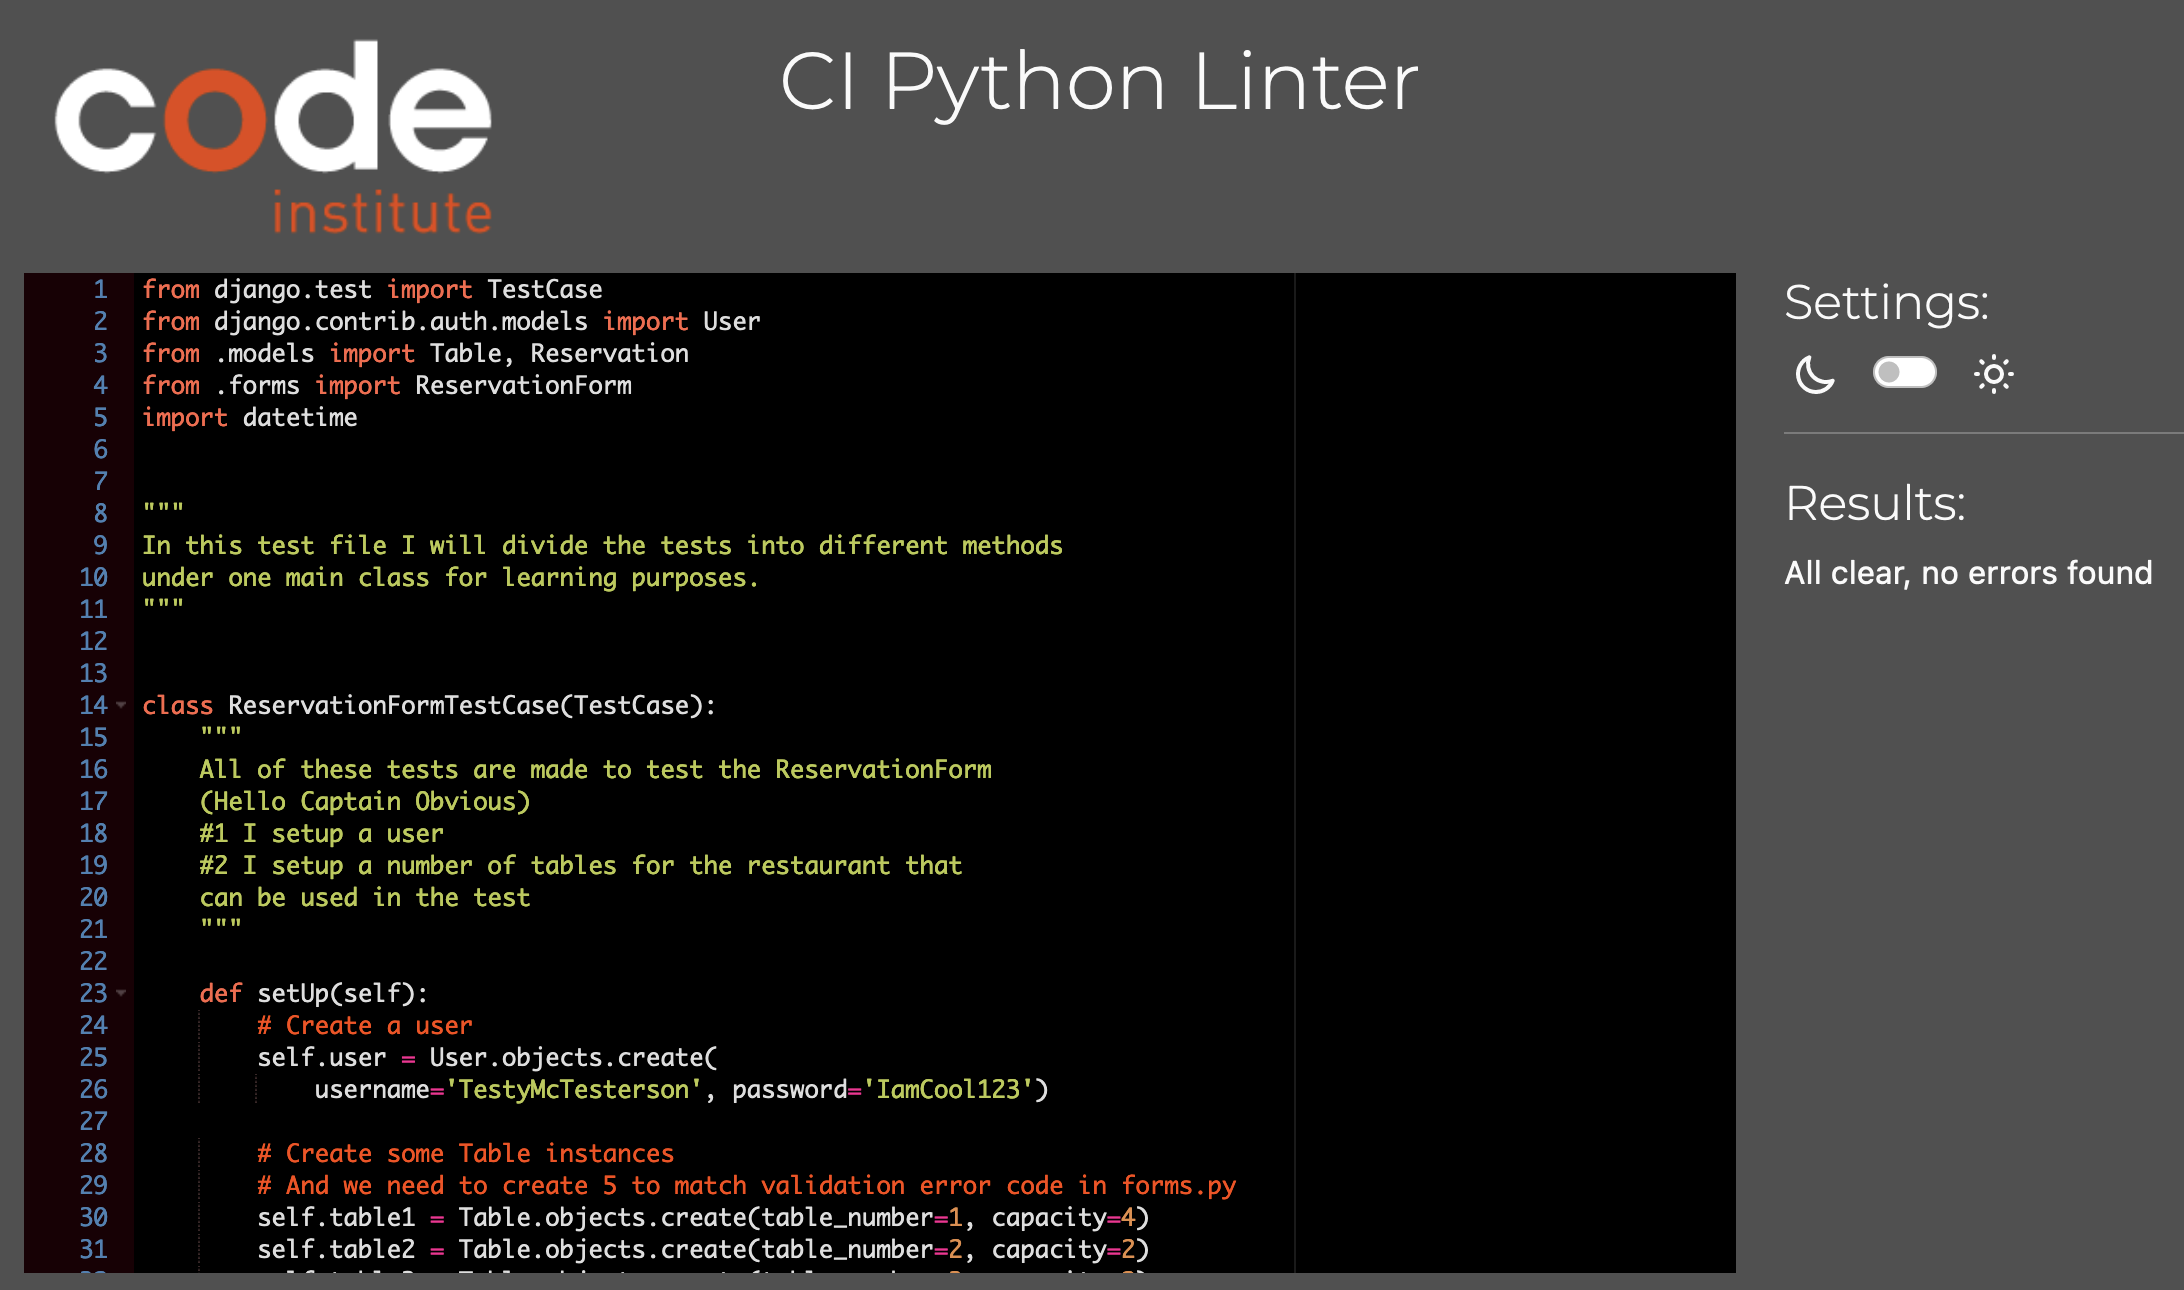 code
institute
CI Python Linter
1 from django.test import TestCase
2 from django.contrib.auth.models import User
3 from .models import Table, Reservation
4 from .forms import ReservationForm
5 import datetime
6
7
8 """
9 In this test file I will divide the tests into different methods
10 under one main class for learning purposes.
11 """
12
13
14 class ReservationFormTestCase(TestCase):
15     """
16     All of these tests are made to test the ReservationForm
17     (Hello Captain Obvious)
18     #1 I setup a user
19     #2 I setup a number of tables for the restaurant that
20     can be used in the test
21     """
22
23     def setUp(self):
24         # Create a user
25         self.user = User.objects.create(
26             username='TestyMcTesterson', password='IamCool123')
27
28         # Create some Table instances
29         # And we need to create 5 to match validation error code in forms.py
30         self.table1 = Table.objects.create(table_number=1, capacity=4)
31         self.table2 = Table.objects.create(table_number=2, capacity=2)
Settings:
Results:
All clear, no errors found